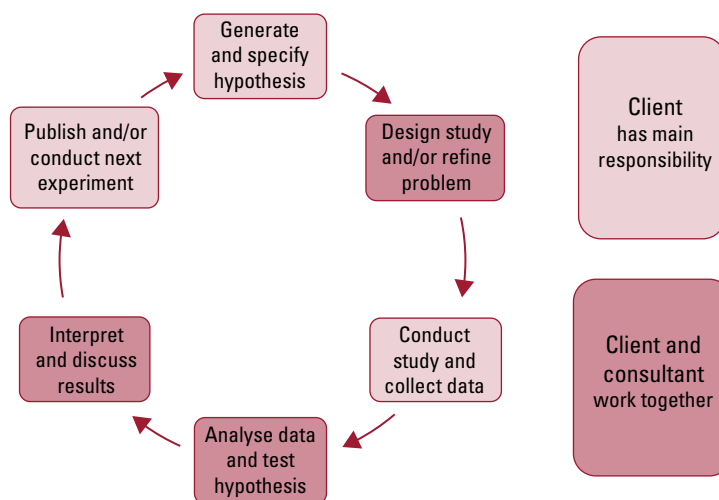 Generate
and specify
hypothesis
Design study
and/or refine
problem
Conduct
study and
collect data
Analyse data
and test
hypothesis
Interpret
and discuss
results
Publish and/or
conduct next
experiment
Client
has main
responsibility
Client and
consultant
work together